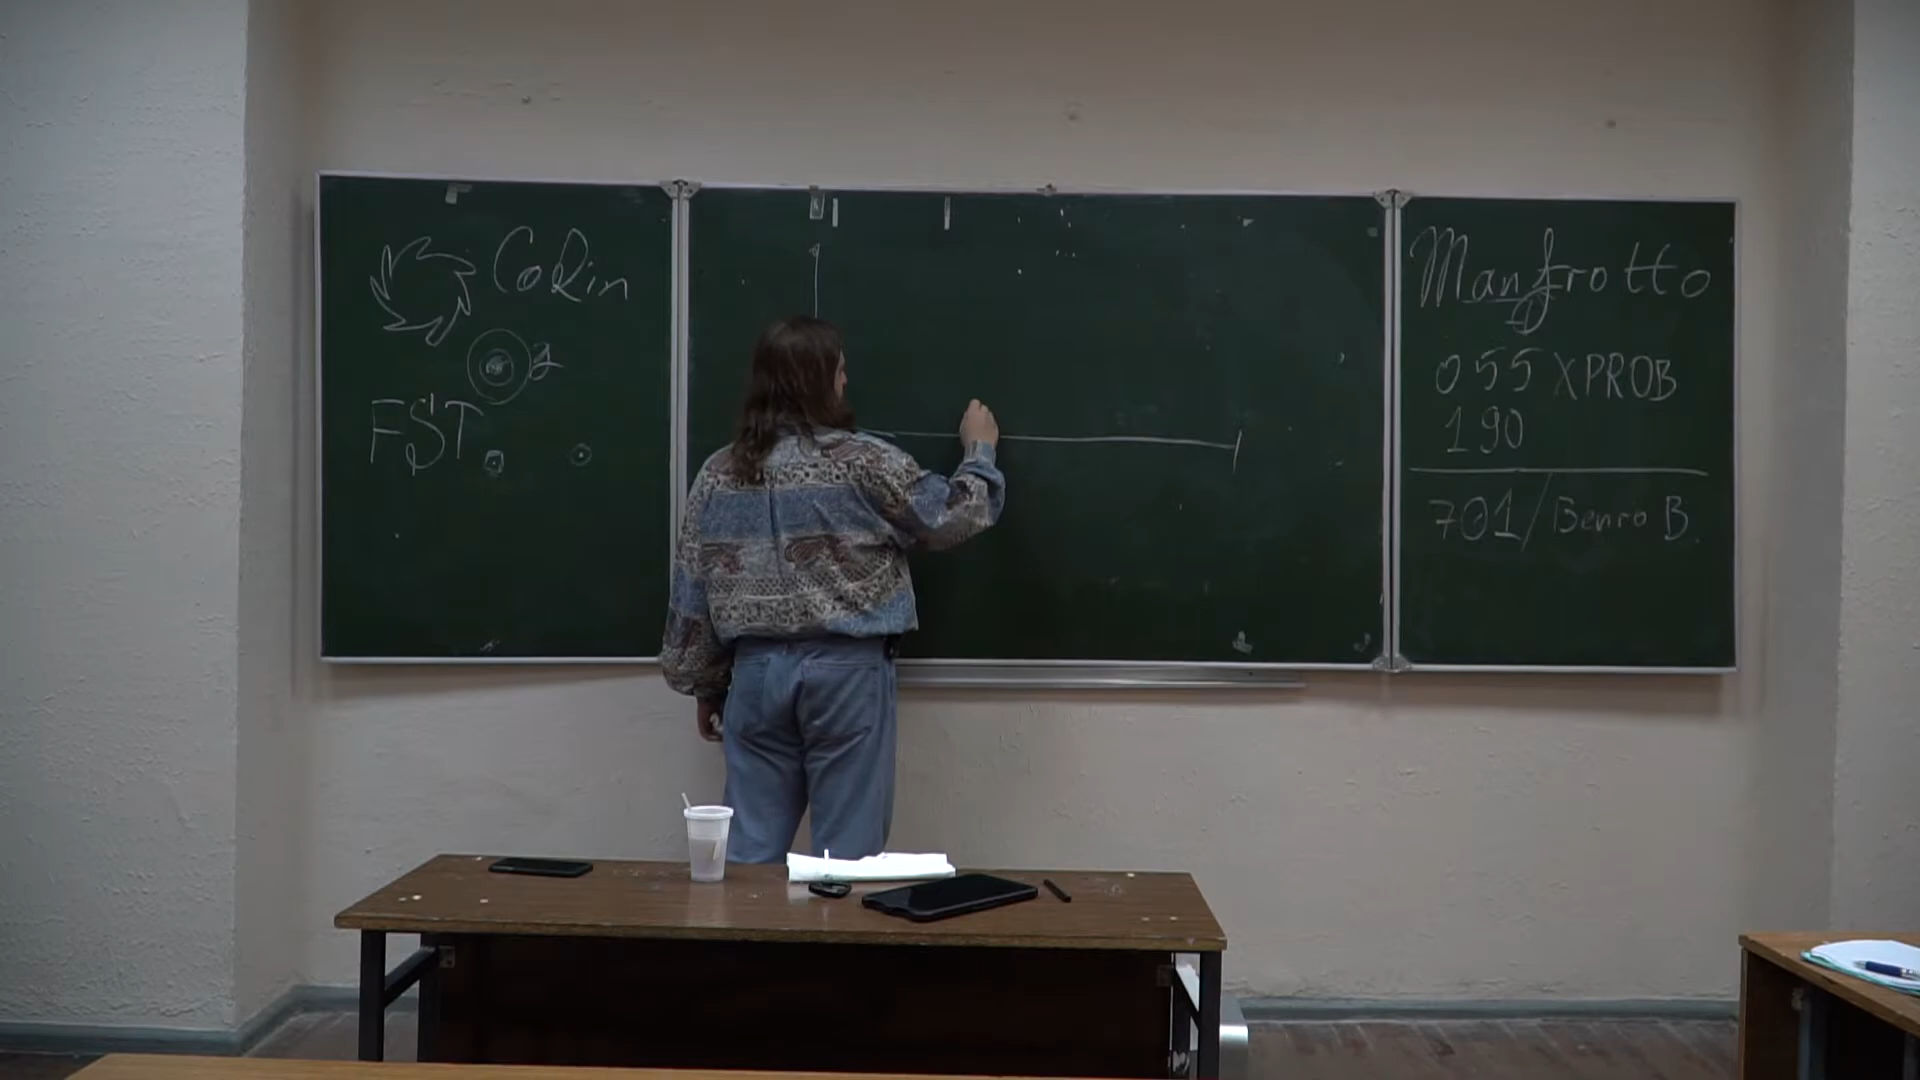 Cokin
FST.
Manfrotto
055 XPROB
190
701/Benro B.